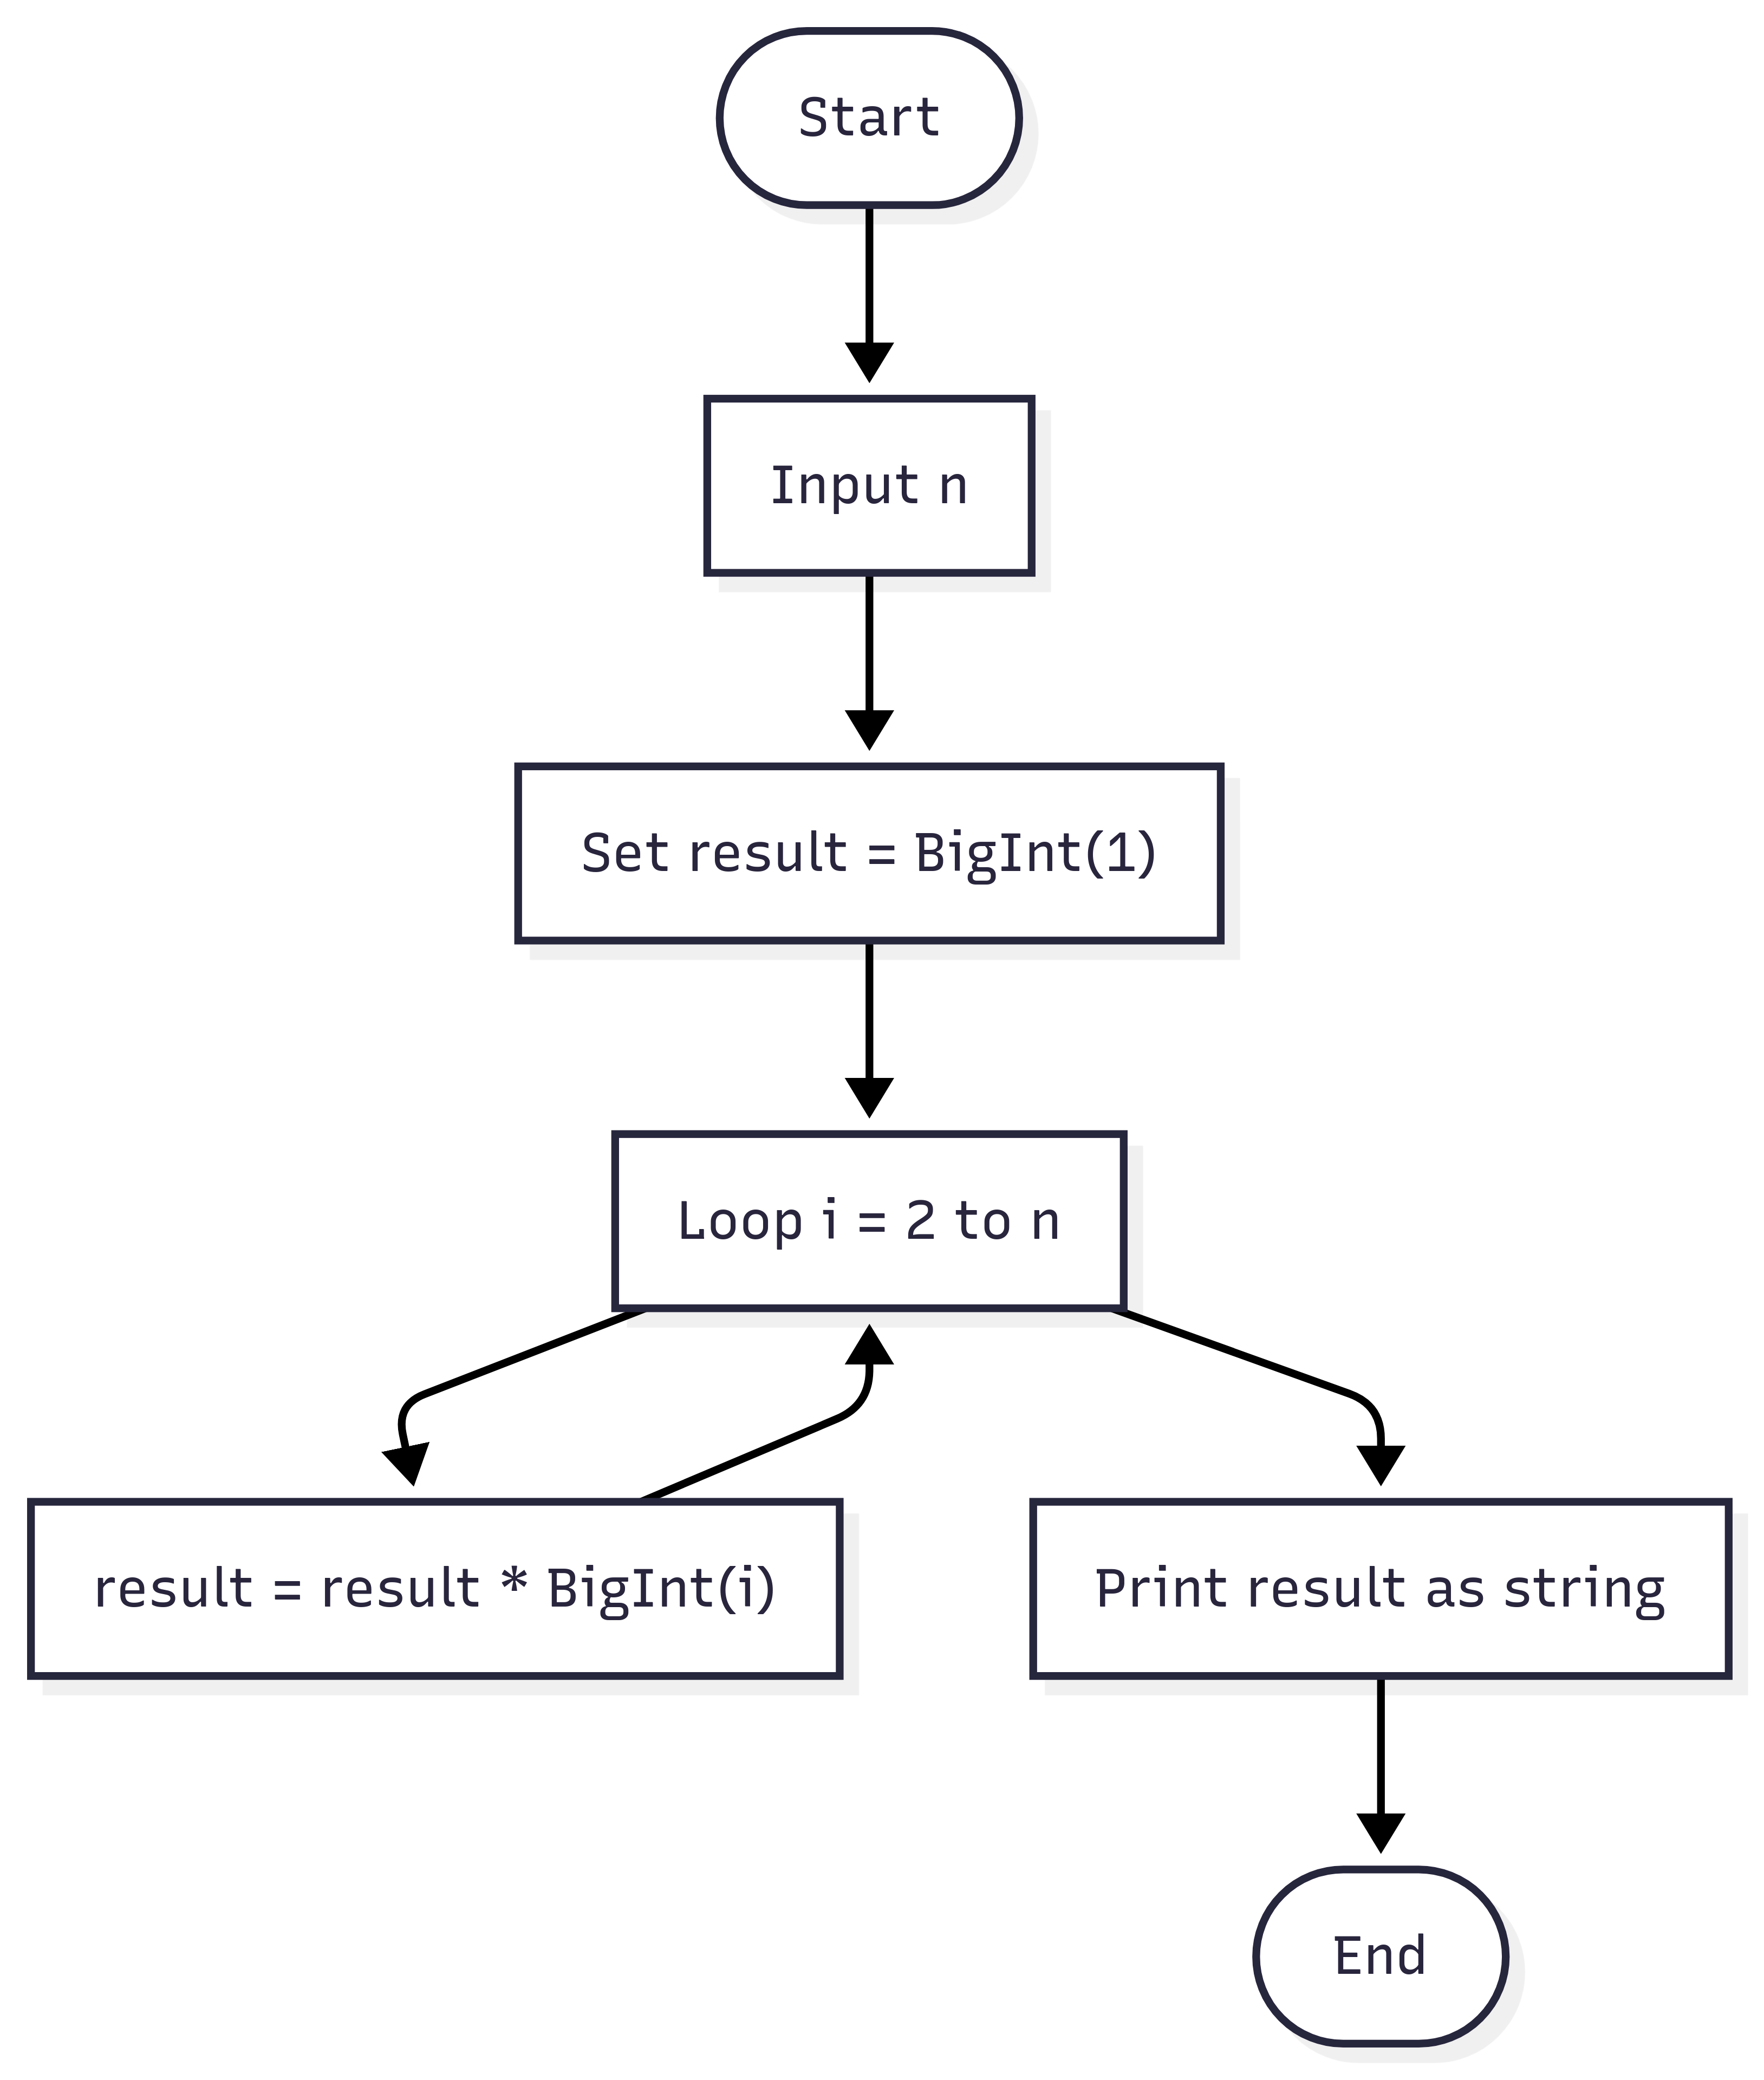 Start
Input n
Set result = BigInt(1)
Loop i = 2 to n
result = result * BigInt(i)
Print result as string
End